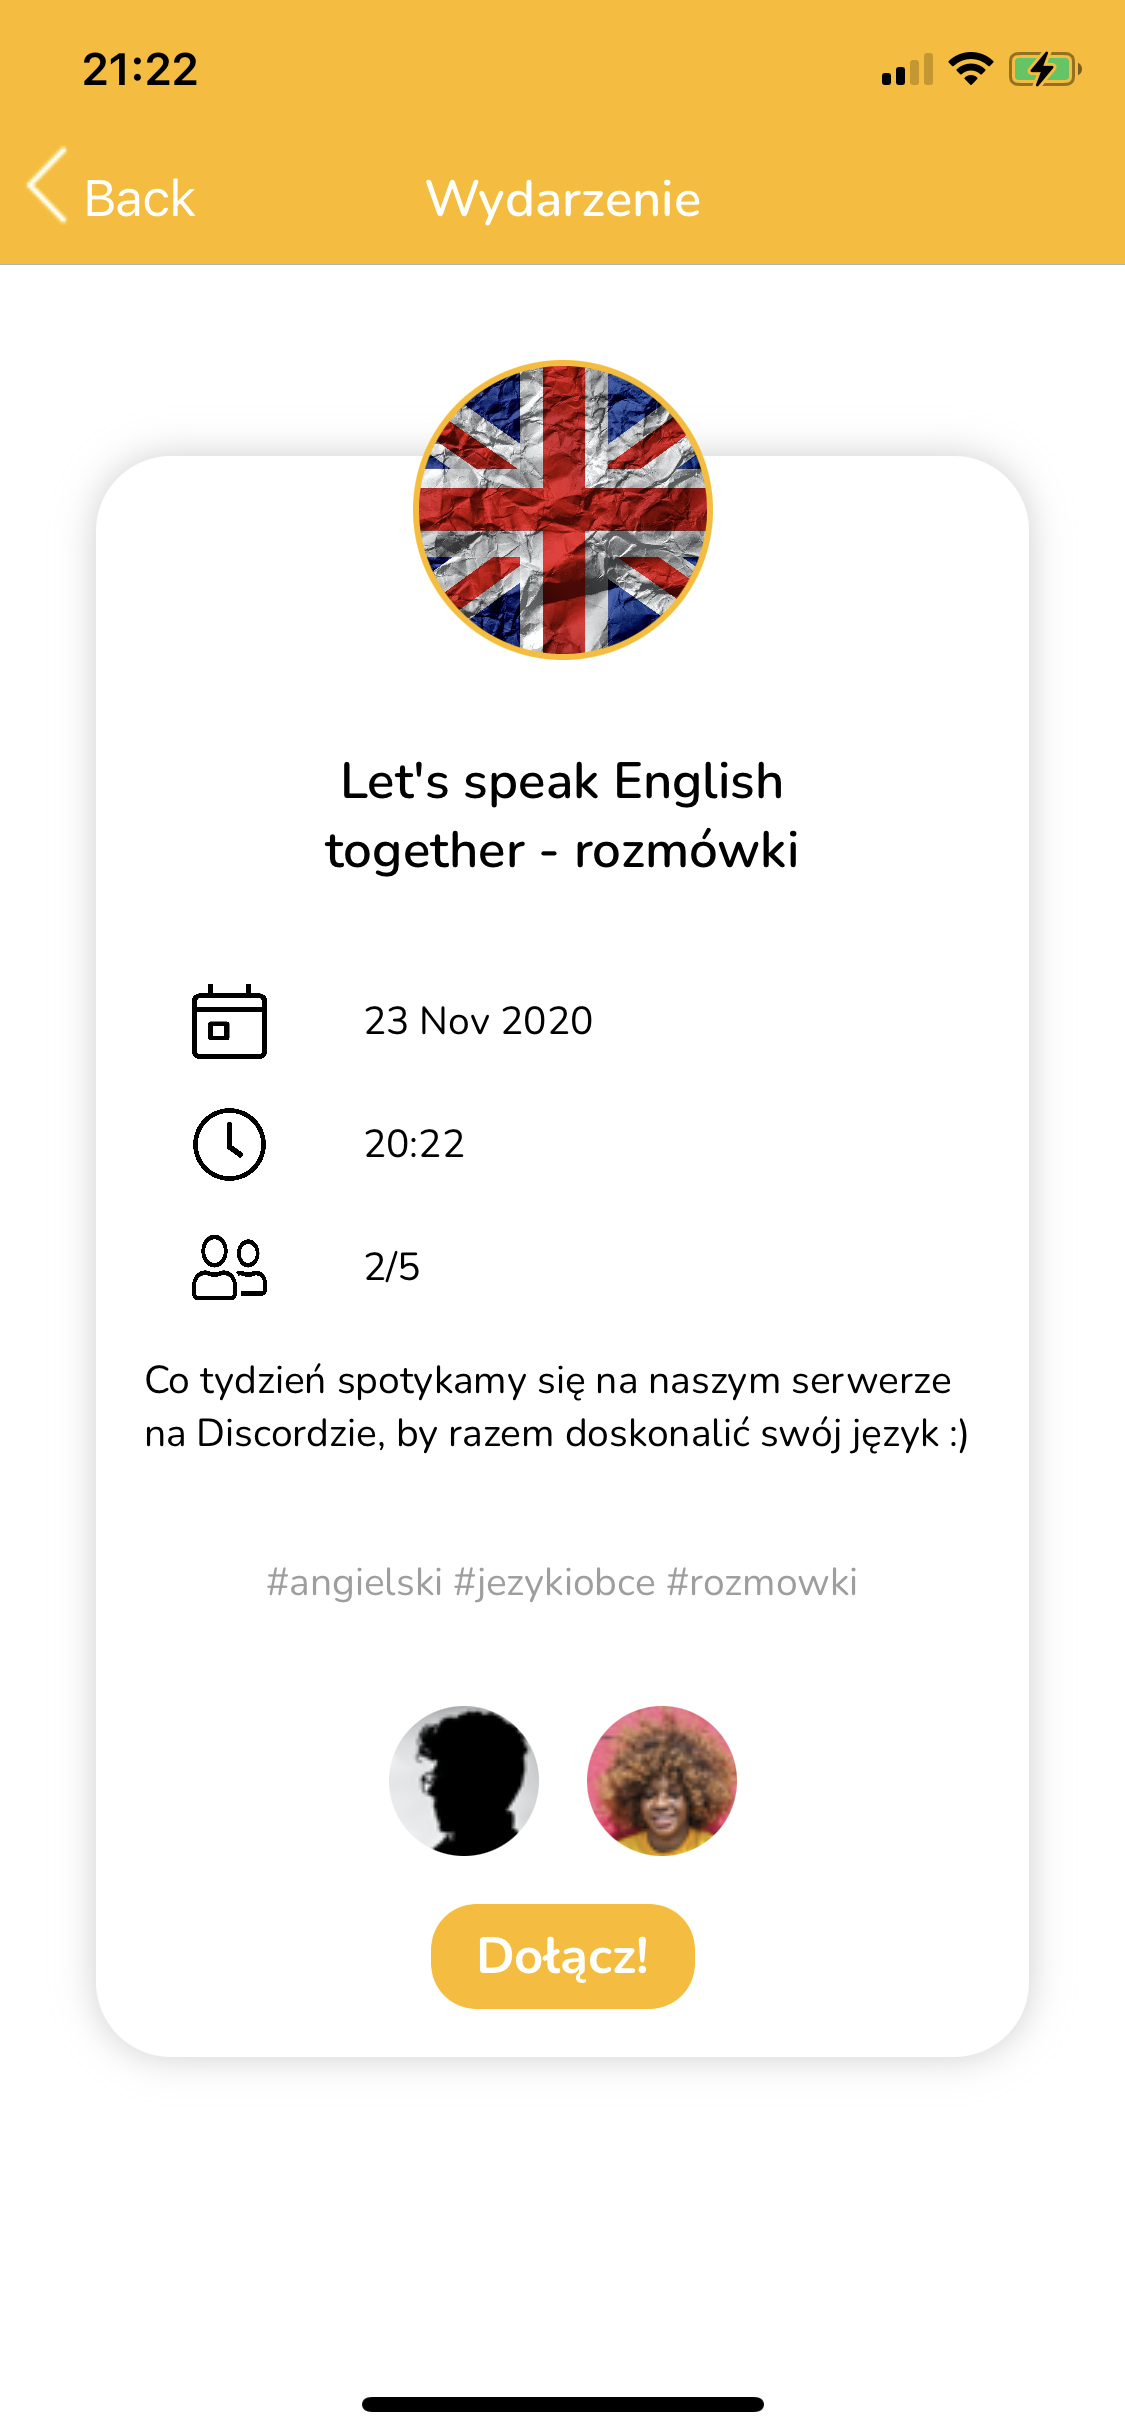 21:22
Back
Wydarzenie
Let's speak English
together - rozmówki
23 Nov 2020
20:22
2/5
Co tydzień spotykamy się na naszym serwerze
na Discordzie, by razem doskonalić swój język :)
#angielski #jezykiobce #rozmowki
Dołącz!